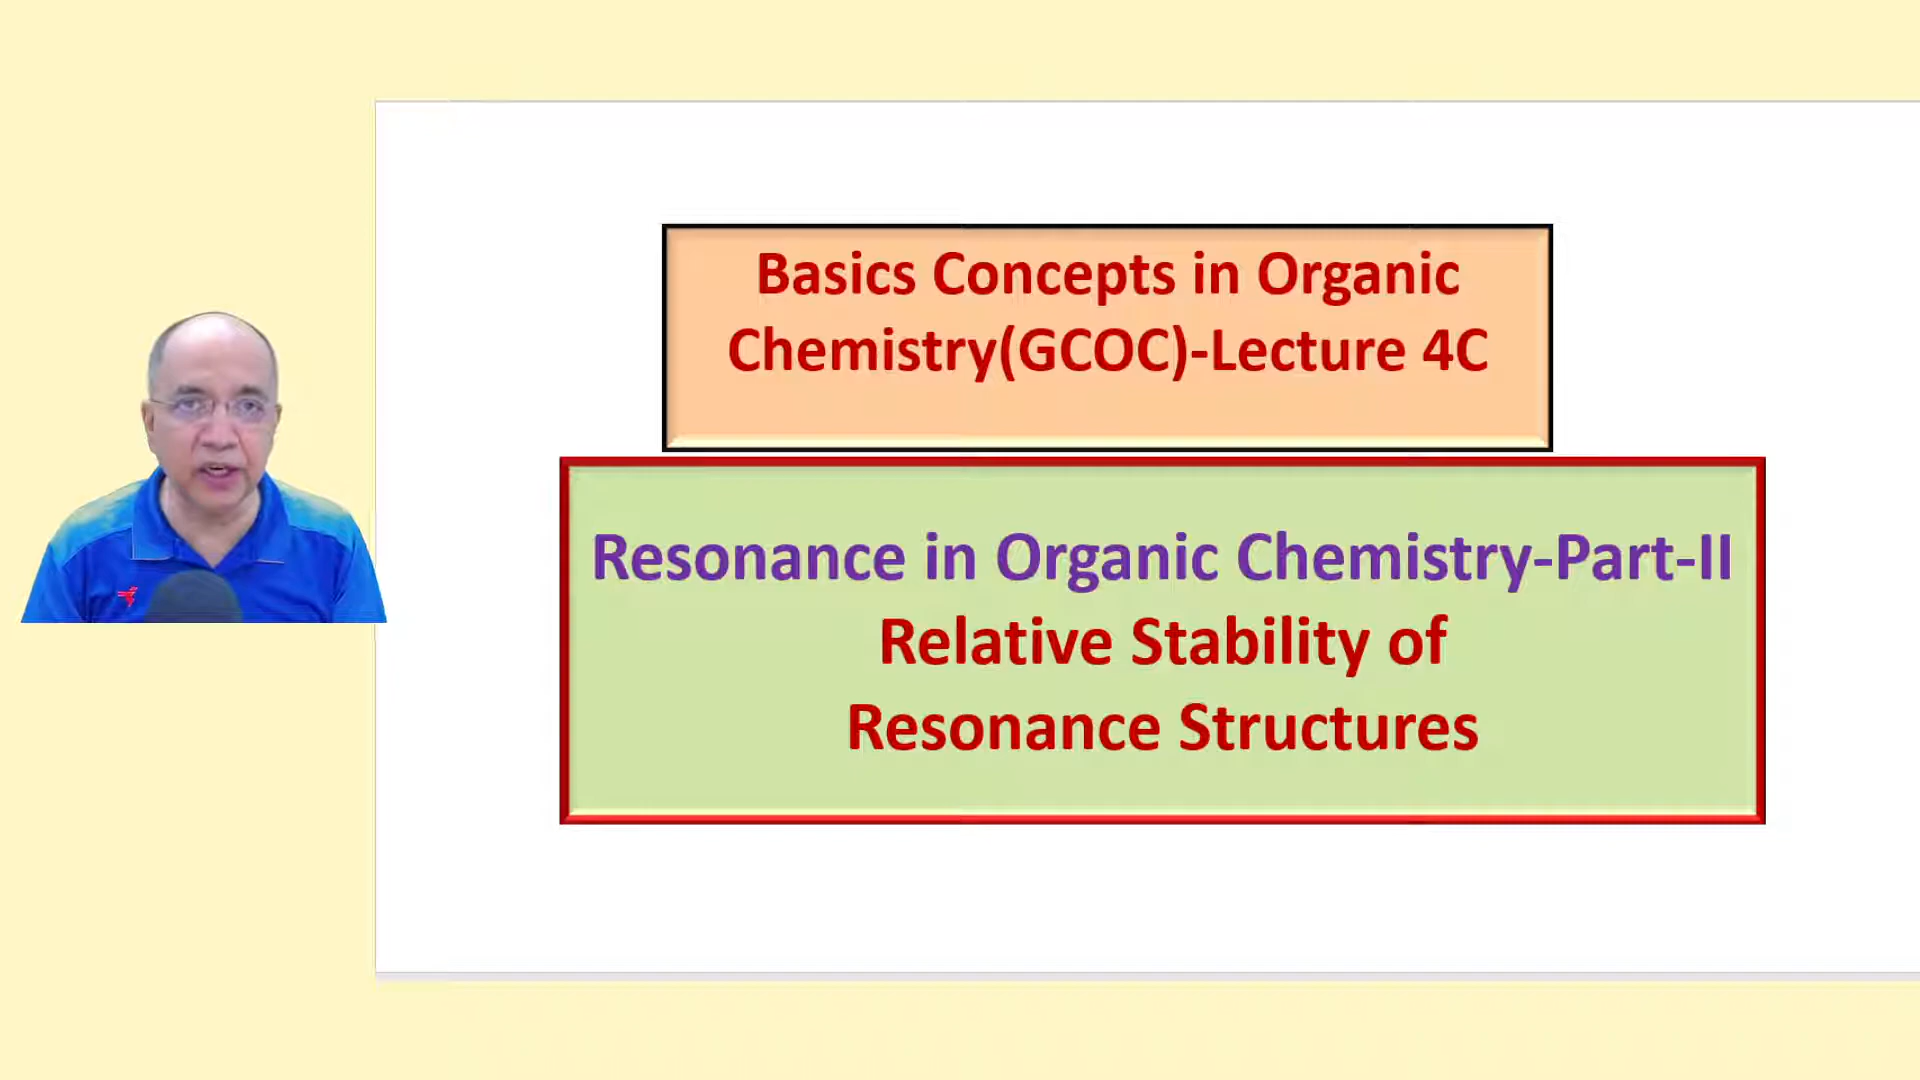 Basics Concepts in Organic
Chemistry(GCOC)-Lecture 4C
Resonance in Organic Chemistry-Part-II
Relative Stability of
Resonance Structures